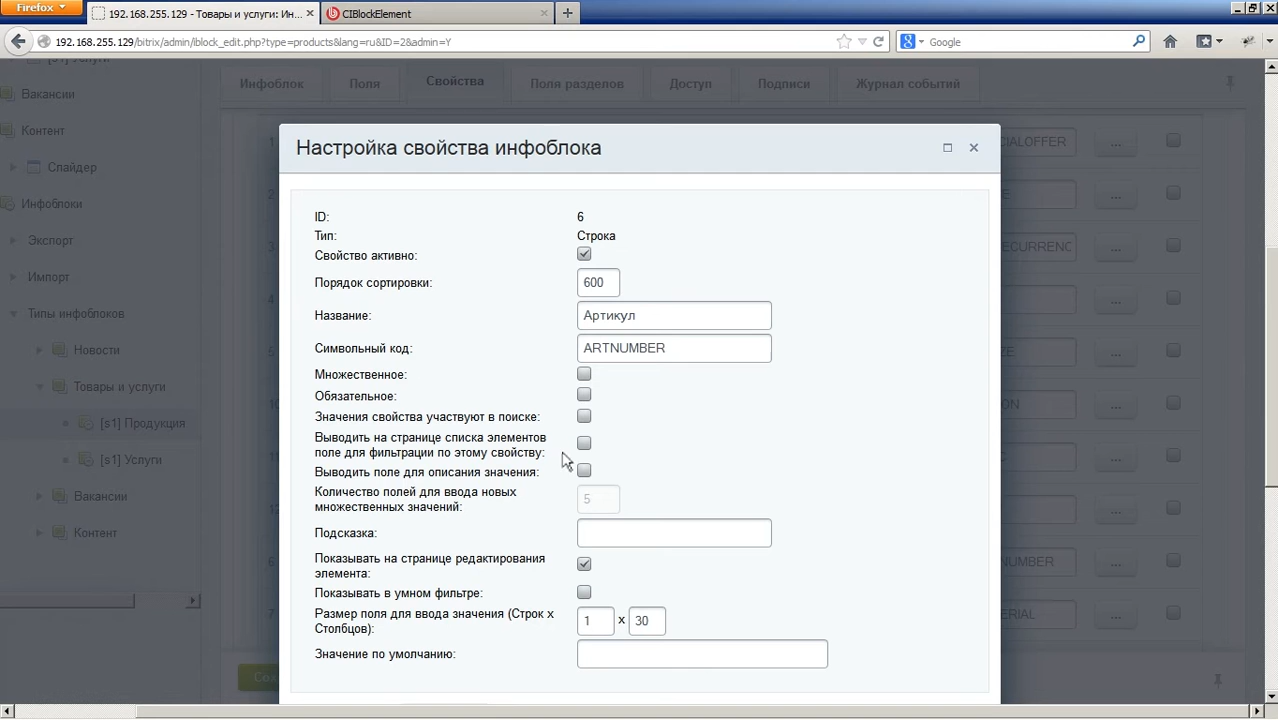 Firefox
192.168.255.129 - Товары и услуги: Ин...
CIBlockElement
192.168.255.129/bitrix/admin/iblock_edit.php?type=products&lang=ru&ID=2&admin=Y
Google
Вакансии
Контент
Слайдер
Инфоблоки
Экспорт
Импорт
Типы инфоблоков
Новости
Товары и услуги
[s1] Продукция
[s1] Услуги
Вакансии
Контент
Инфоблок
Поля
Свойства
Поля разделов
Доступ
Подписи
Журнал событий
Настройка свойства инфоблока
ID: 6
Тип: Строка
Свойство активно:
Порядок сортировки: 600
Название: Артикул
Символьный код: ARTNUMBER
Множественное:
Обязательное:
Значения свойства участвуют в поиске:
Выводить на странице списка элементов
поле для фильтрации по этому свойству:
Выводить поле для описания значения:
Количество полей для ввода новых
множественных значений: 5
Подсказка:
Показывать на странице редактирования
элемента:
Показывать в умном фильтре:
Размер поля для ввода значения (Строк x
Столбцов): 1 x 30
Значение по умолчанию: